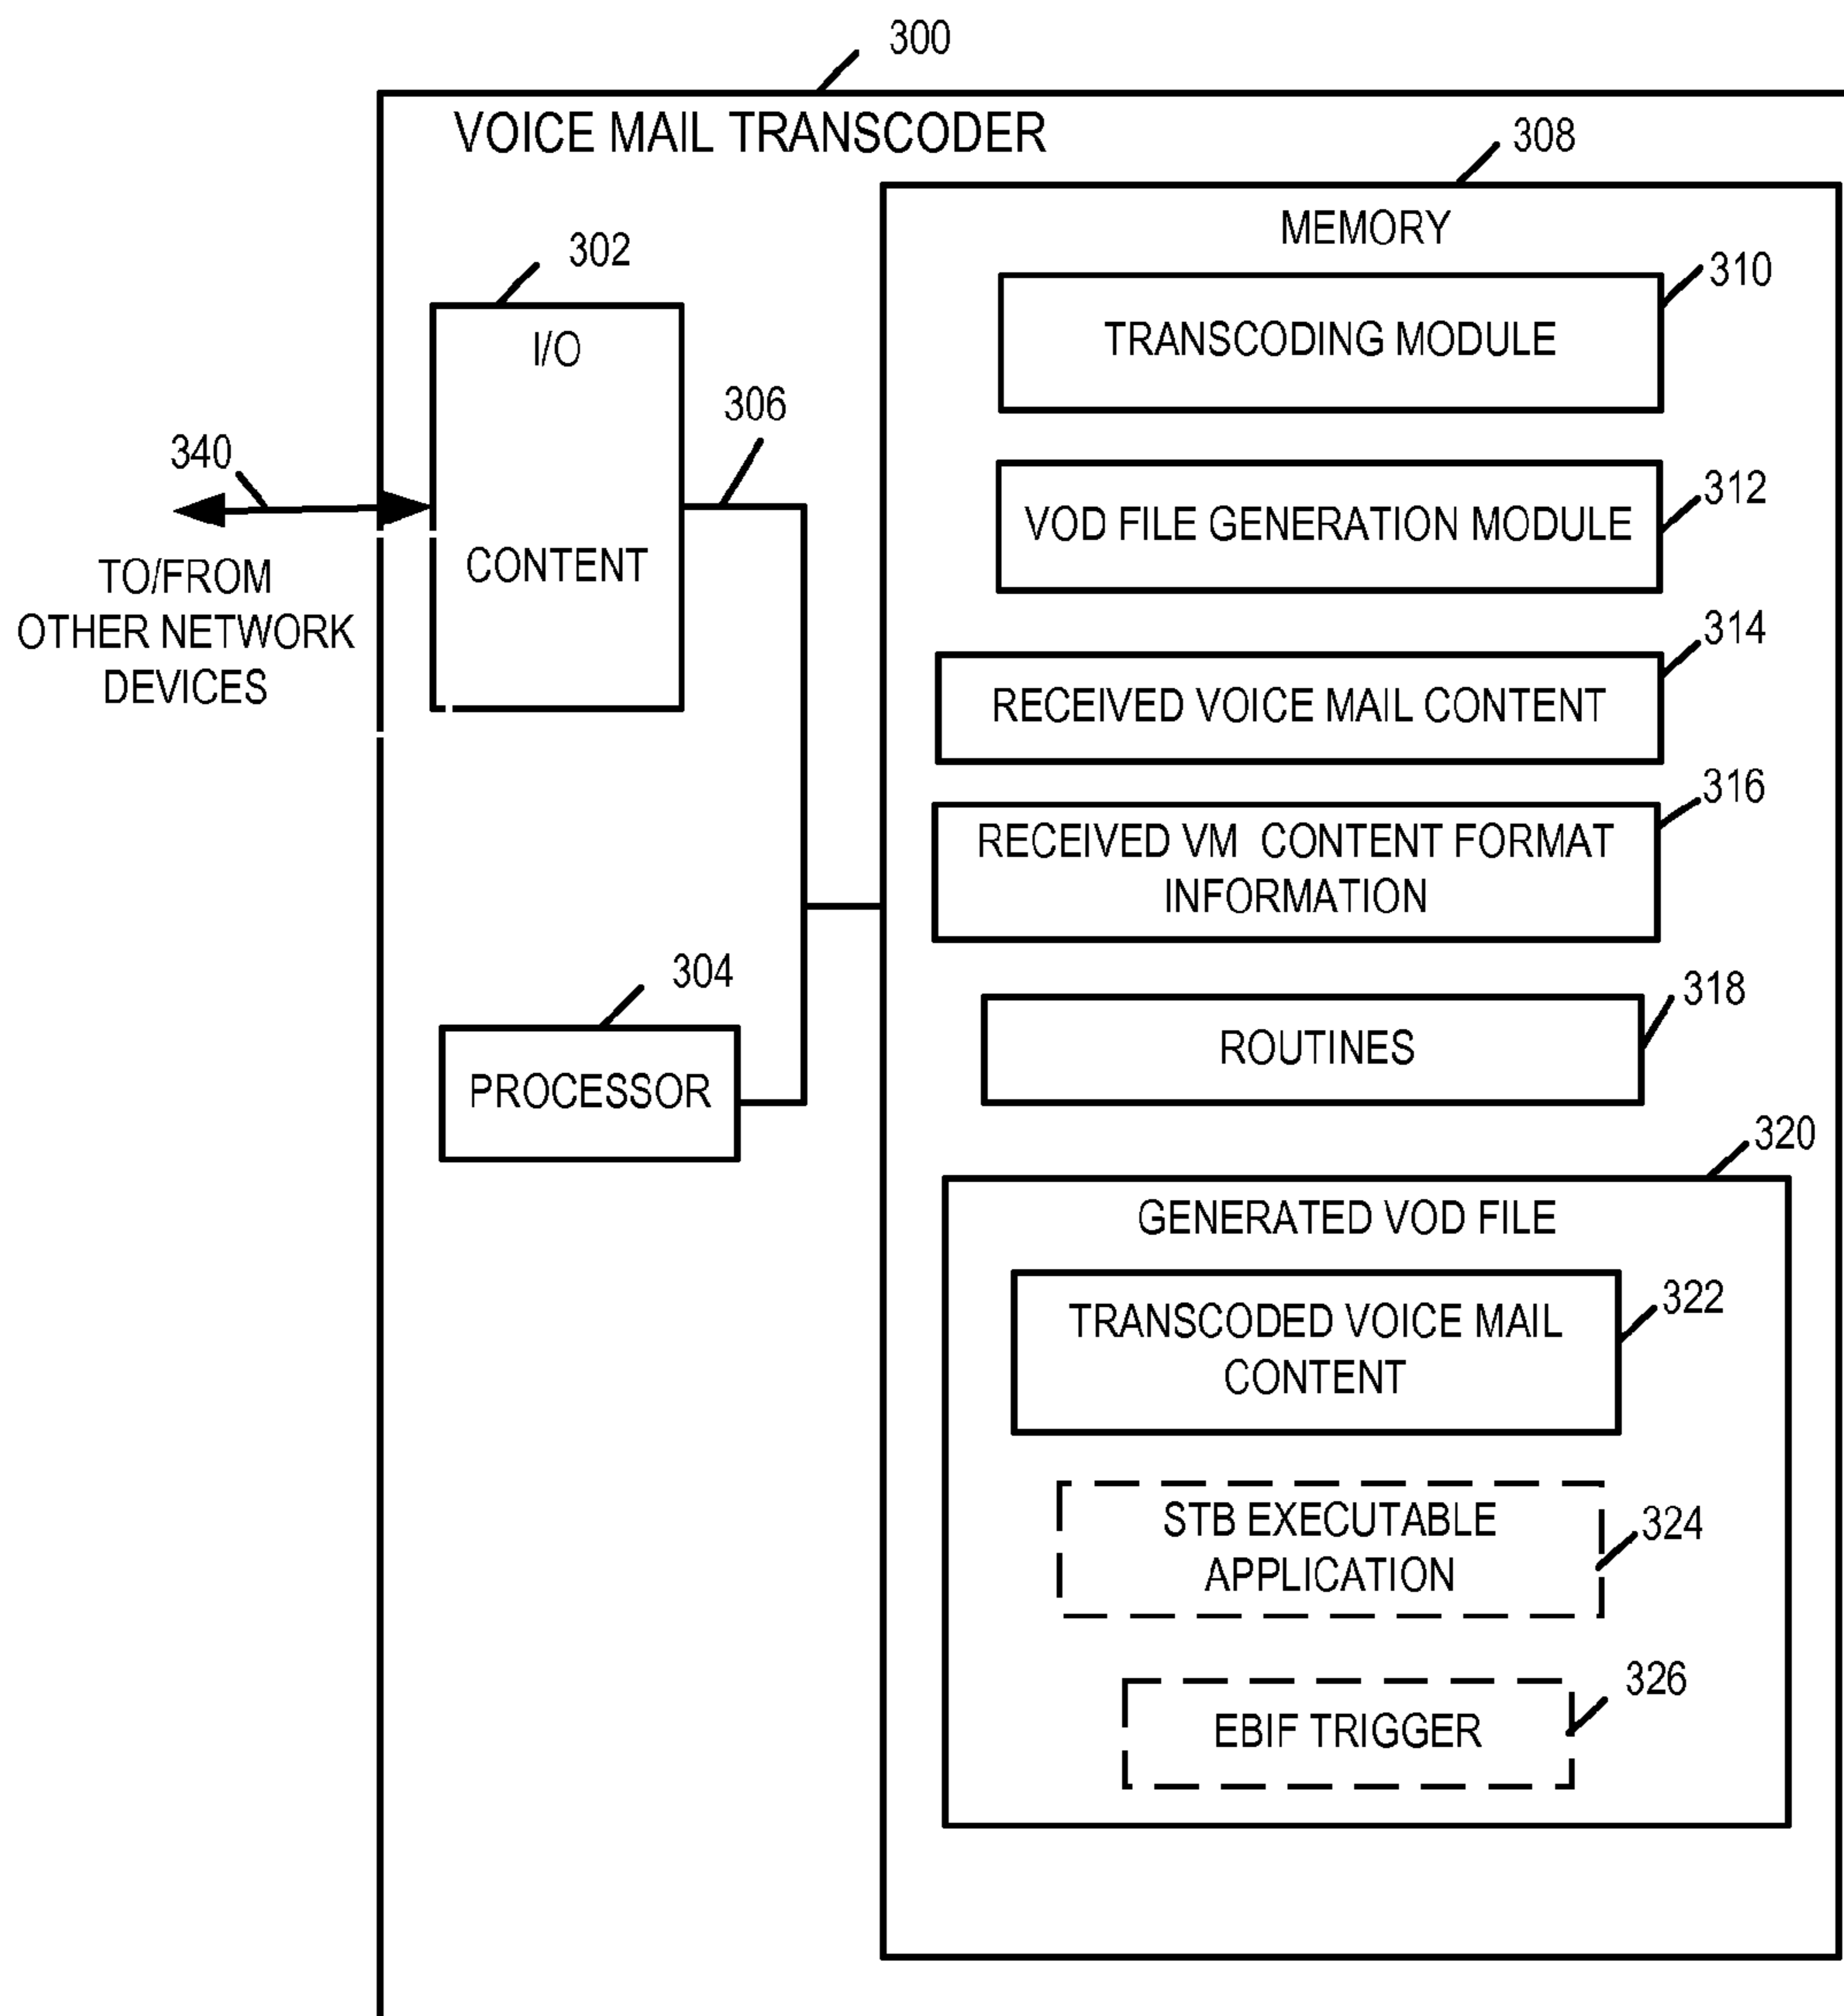 300
VOICE MAIL TRANSCODER
308
MEMORY
302
310
I/O
TRANSCODING MODULE
306
340
312
VOD FILE GENERATION MODULE
CONTENT
TO/FROM
OTHER NETWORK
DEVICES
314
RECEIVED VOICE MAIL CONTENT
316
RECEIVED VM CONTENT FORMAT
INFORMATION
304
318
ROUTINES
PROCESSOR
320
GENERATED VOD FILE
322
TRANSCODED VOICE MAIL
CONTENT
STB EXECUTABLE
APPLICATION
324
326
EBIF TRIGGER